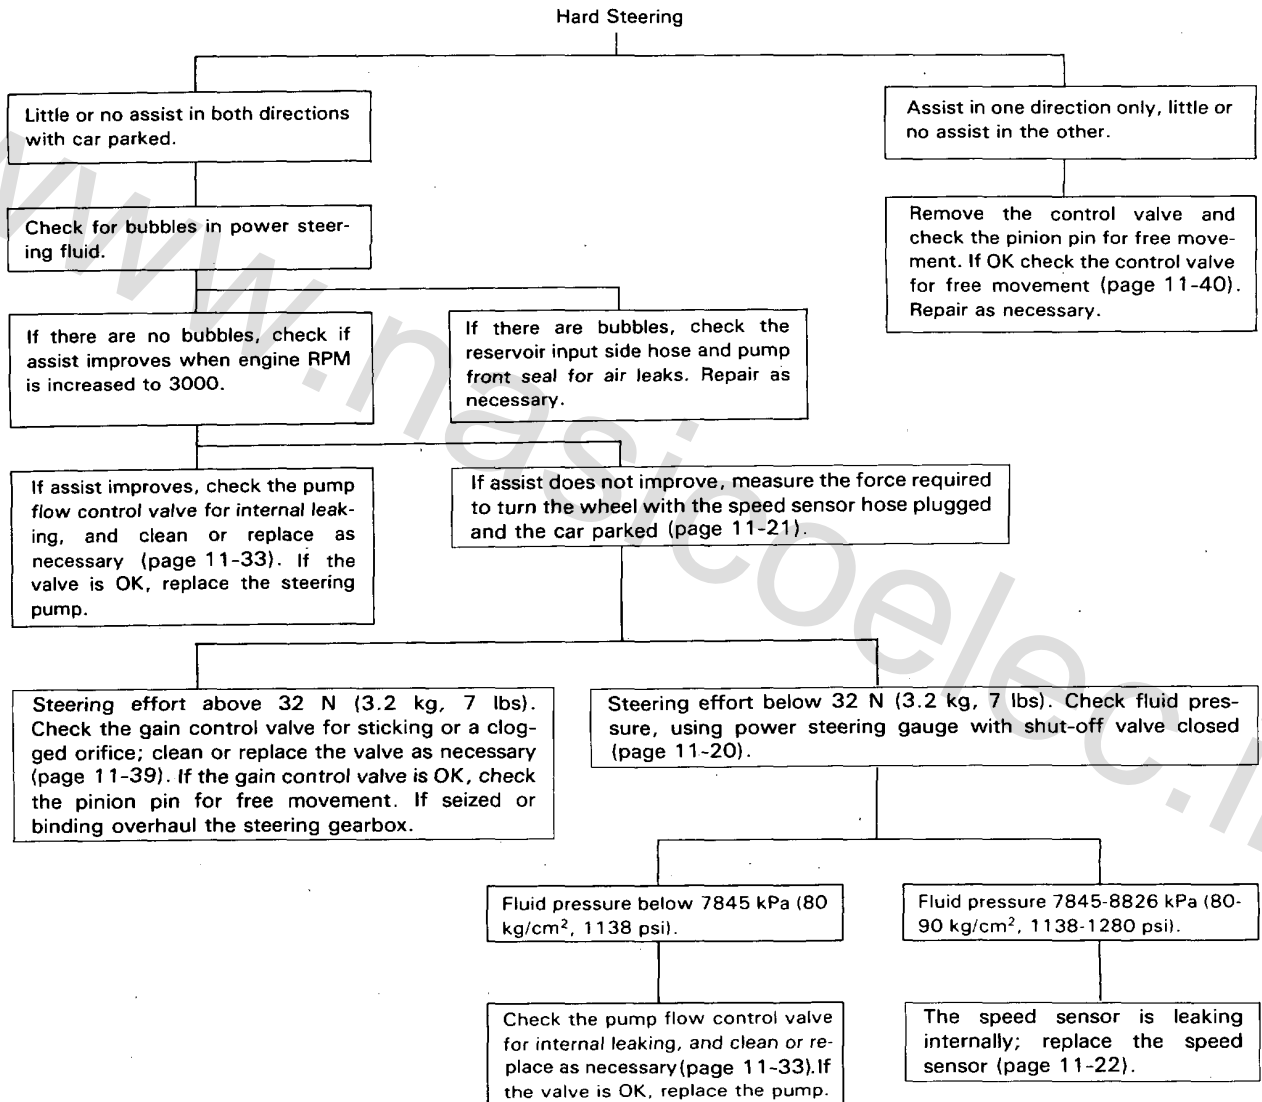 Hard Steering
Little or no assist in both directions
with car parked.
Assist in one direction only, little or
no assist in the other.
Check for bubbles in power steer-
ing fluid.
Remove the control valve and
check the pinion pin for free move-
ment. If OK check the control valve
for free movement (page 11-40).
Repair as necessary.
If there are no bubbles, check if
assist improves when engine RPM
is increased to 3000.
If there are bubbles, check the
reservoir input side hose and pump
front seal for air leaks. Repair as
necessary.
If assist improves, check the pump
flow control valve for internal leak-
ing, and clean or replace as
necessary (page 11-33). If the
valve is OK, replace the steering
pump.
If assist does not improve, measure the force required
to turn the wheel with the speed sensor hose plugged
and the car parked (page 11-21).
Steering effort above 32 N (3.2 kg, 7 lbs).
Check the gain control valve for sticking or a clog-
ged orifice; clean or replace the valve as necessary
(page 11-39). If the gain control valve is OK, check
the pinion pin for free movement. If seized or
binding overhaul the steering gearbox.
Steering effort below 32 N (3.2 kg, 7 lbs). Check fluid pres-
sure, using power steering gauge with shut-off valve closed
(page 11-20).
Fluid pressure below 7845 kPa (80
kg/cm², 1138 psi).
Fluid pressure 7845-8826 kPa (80-
90 kg/cm², 1138-1280 psi).
Check the pump flow control valve
for internal leaking, and clean or re-
place as necessary (page 11-33). If
the valve is OK, replace the pump.
The speed sensor is leaking
internally; replace the speed
sensor (page 11-22).